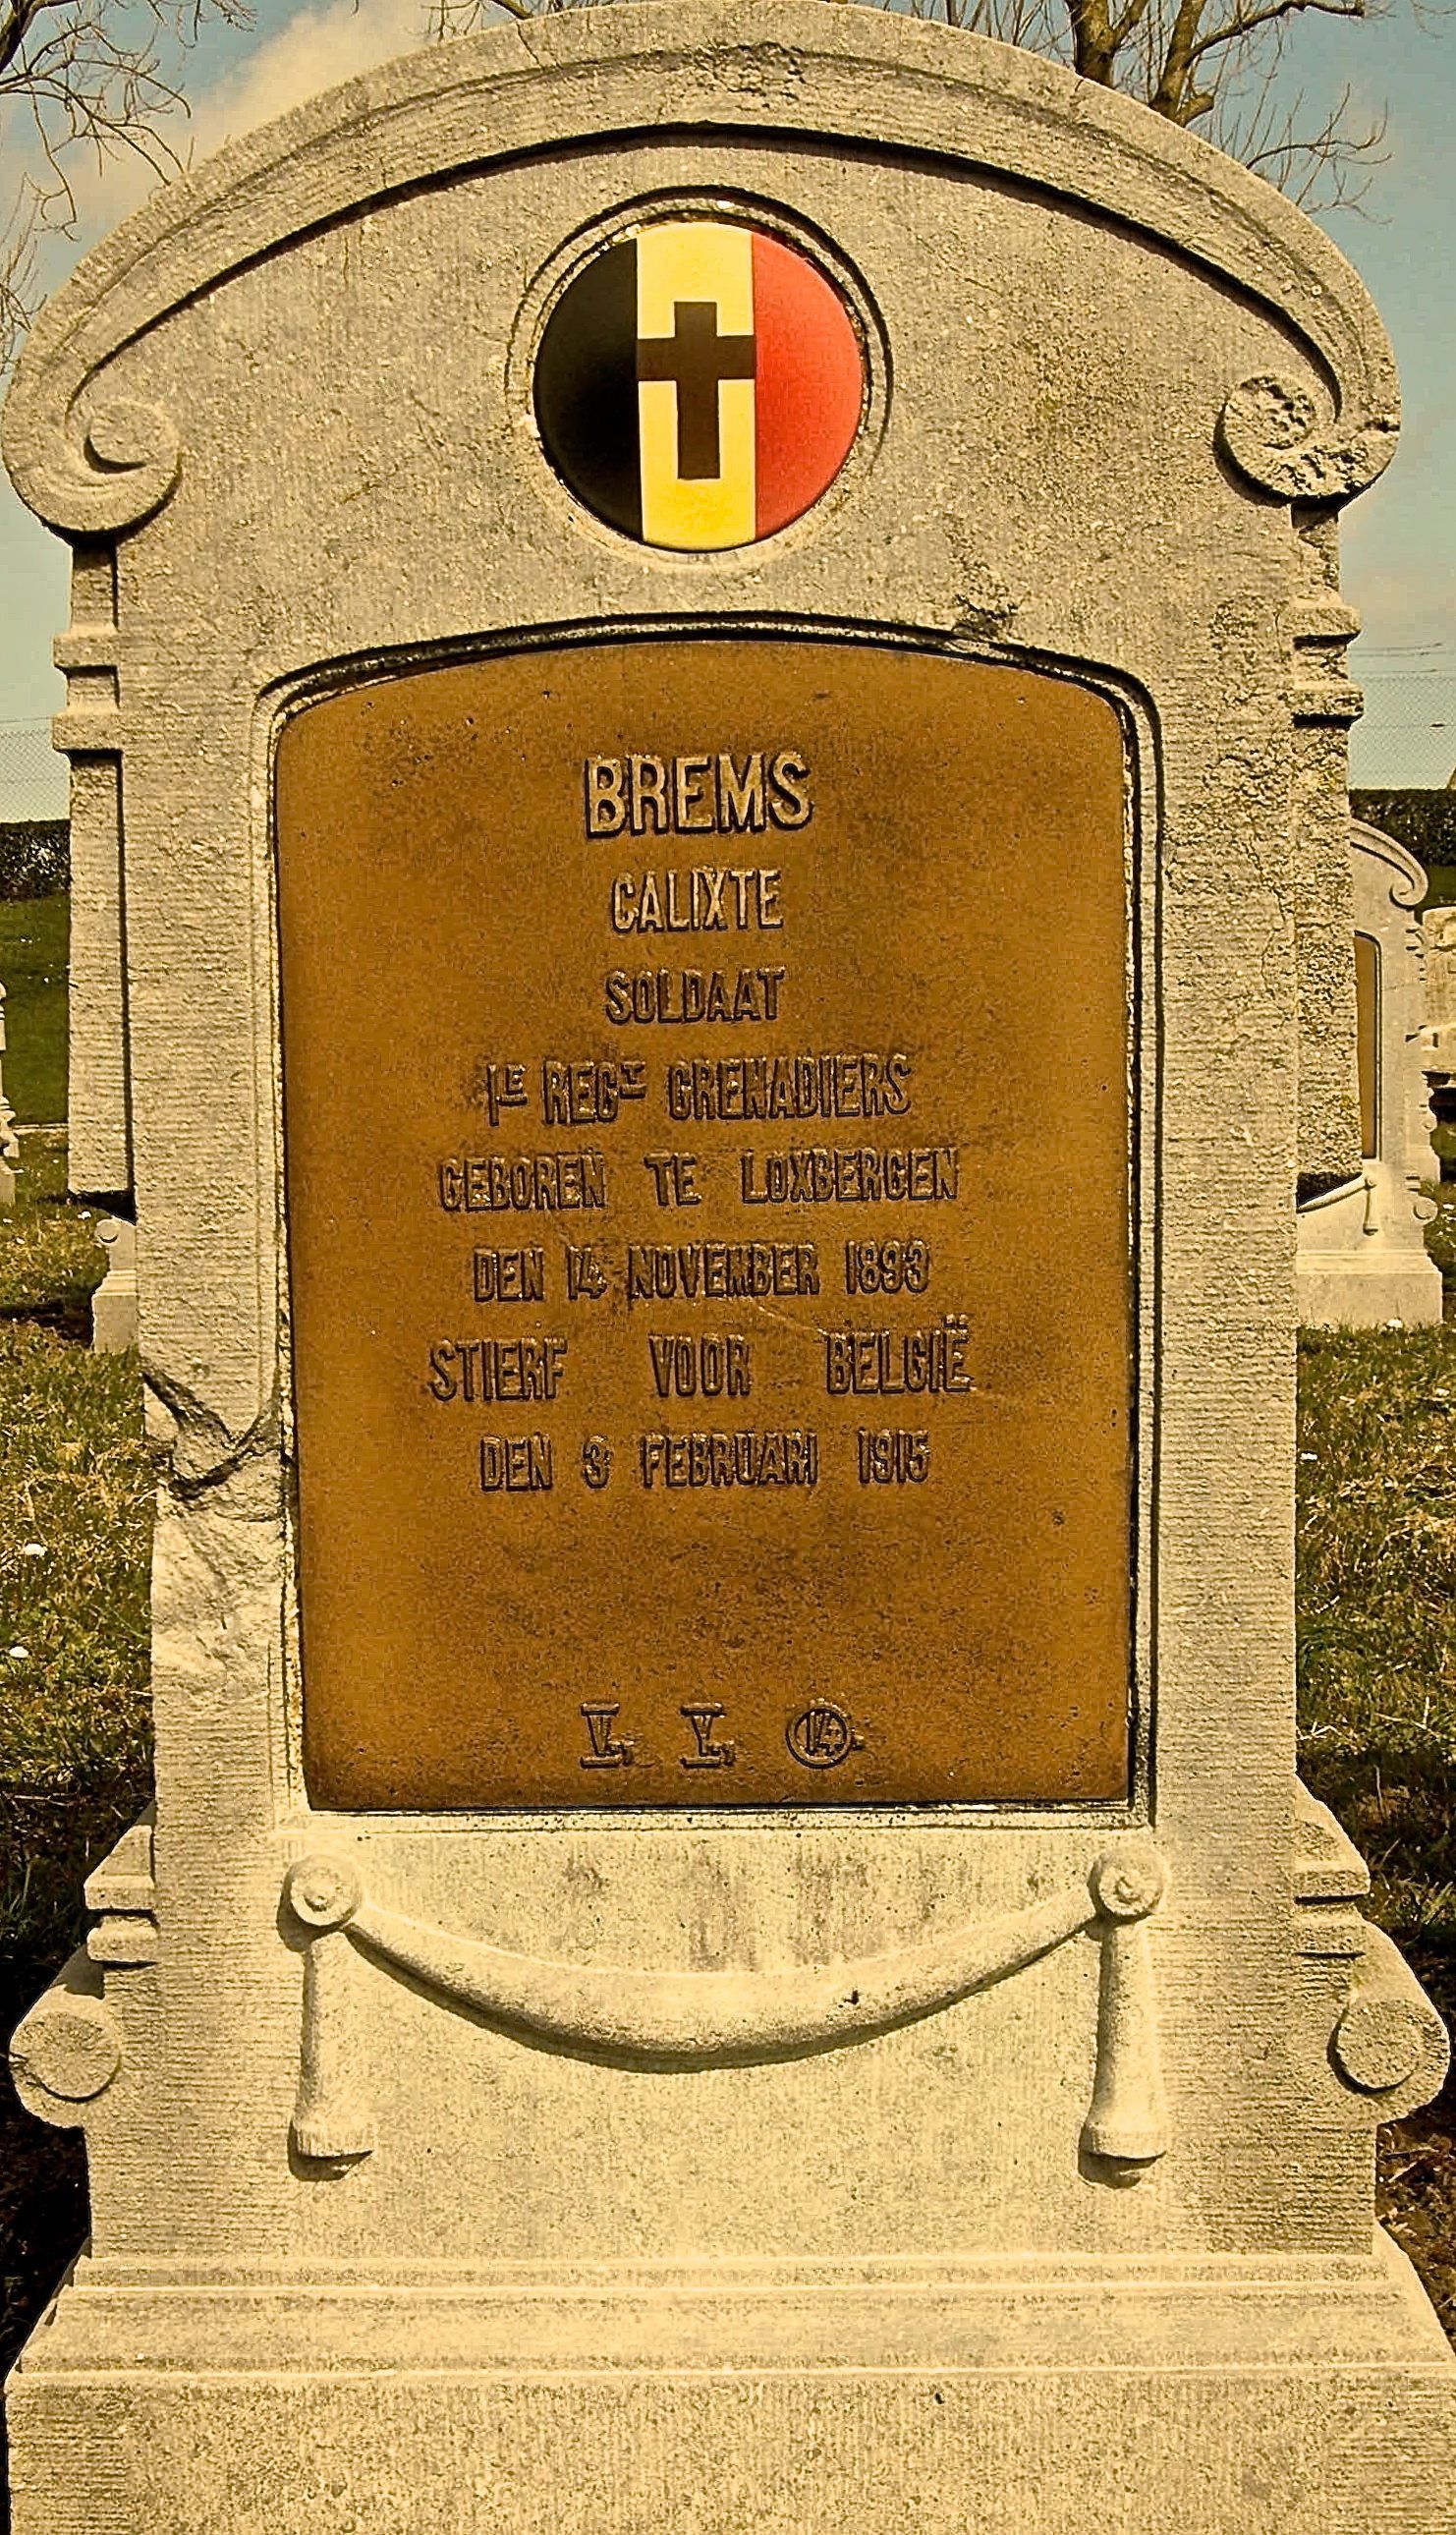 BREMS
CALIXTE
SOLDAAT
1E REGT GRENADIERS
GEBOREN TE LOXBERGEN
DEN 14 NOVEMBER 1893
STIERF VOOR BELGIË
DEN 3 FEBRUARI 1915
V. Y. 14